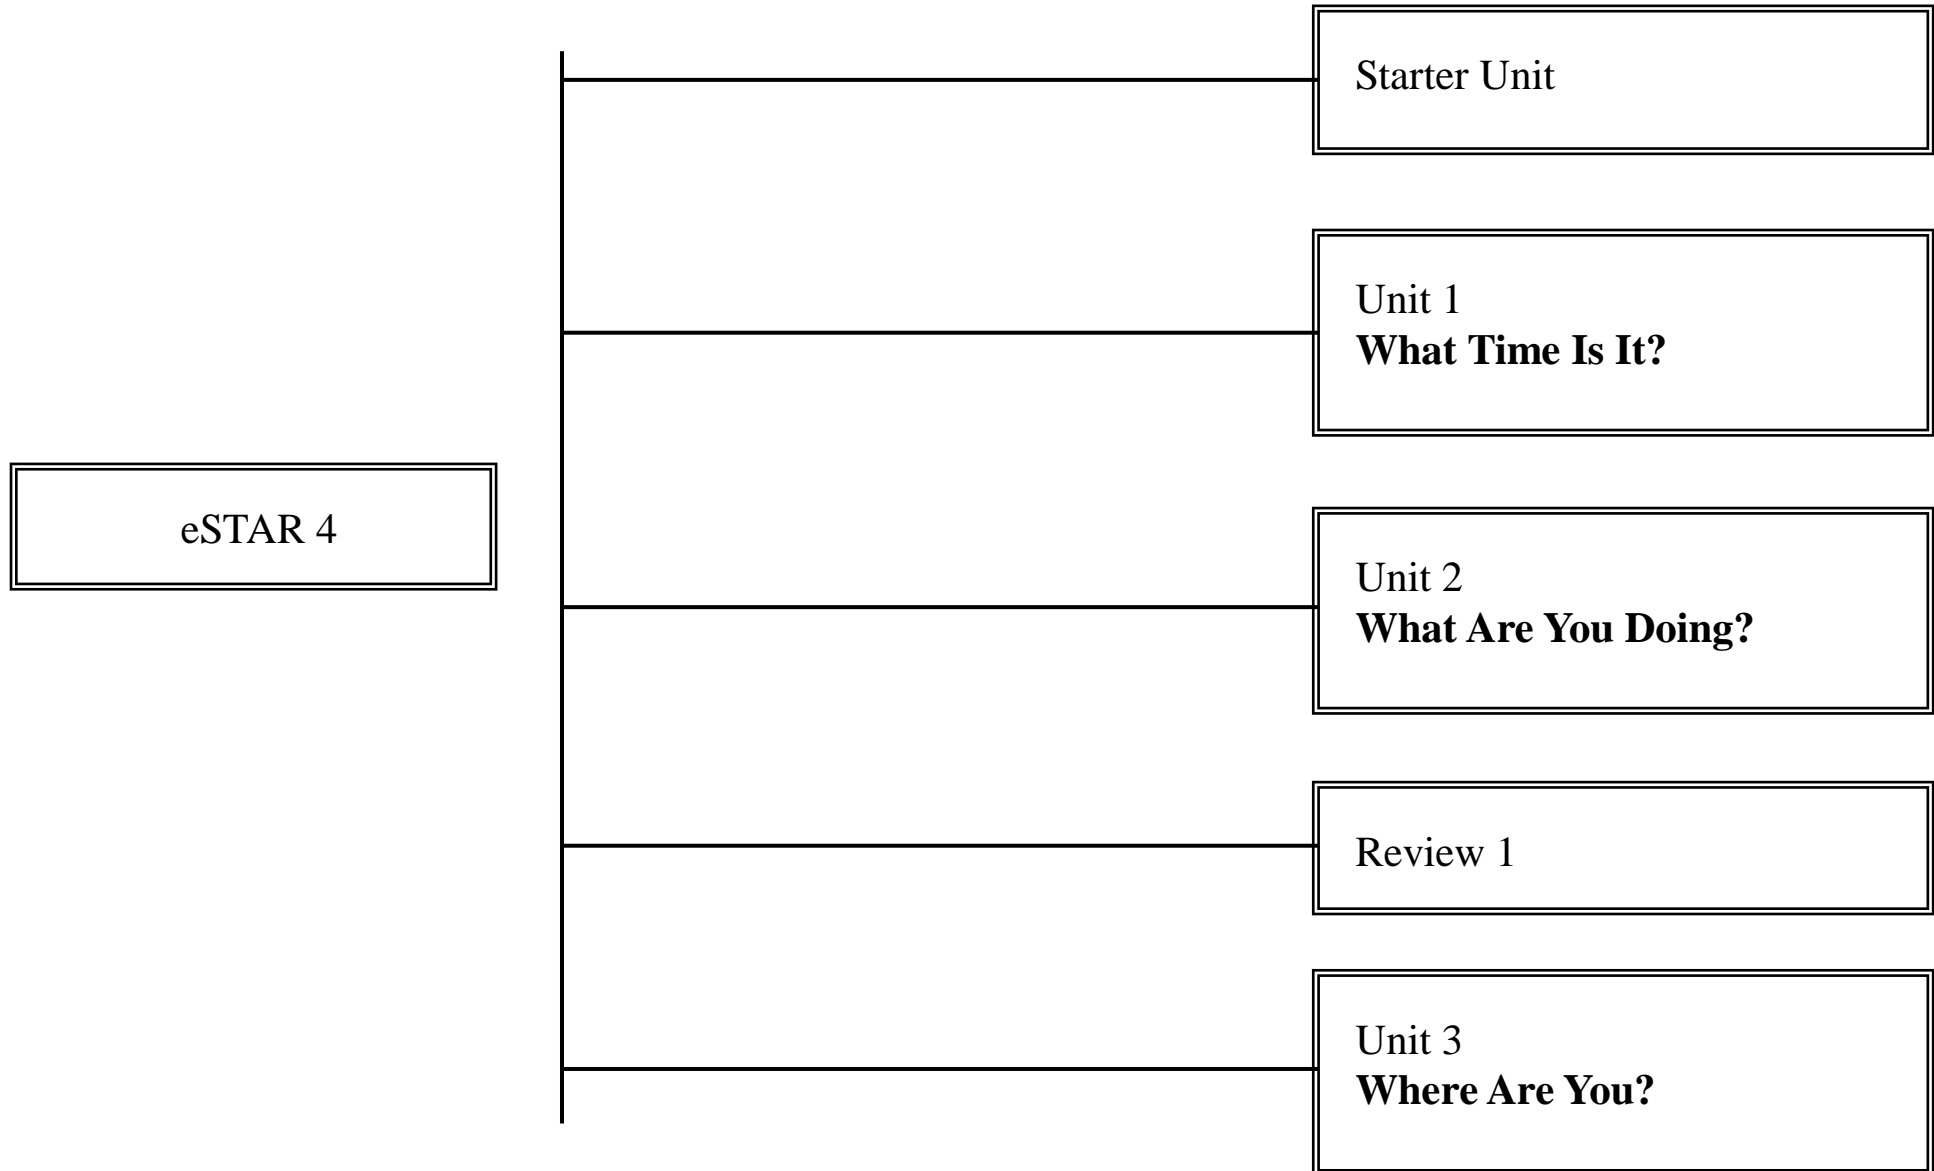 eSTAR 4
Starter Unit
Unit 1
What Time Is It?
Unit 2
What Are You Doing?
Review 1
Unit 3
Where Are You?